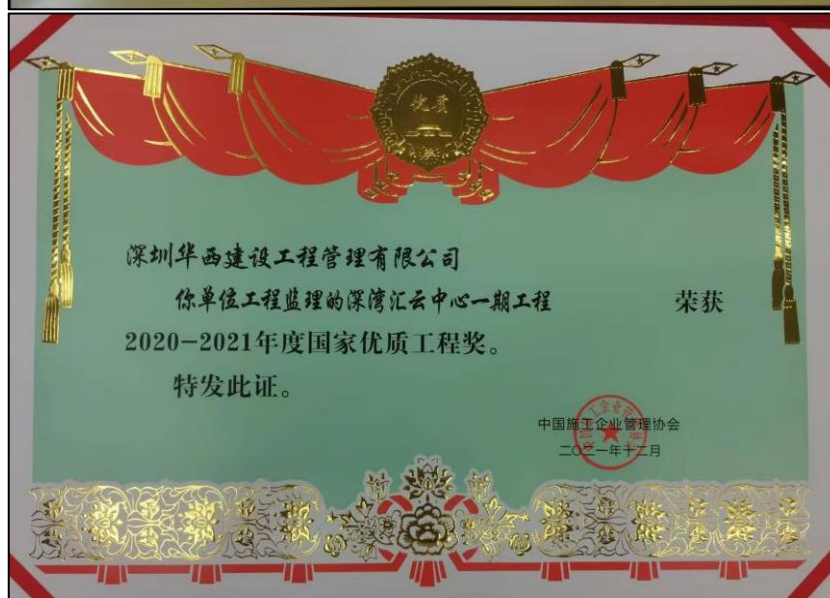 优质
深圳华西建设工程管理有限公司
你单位工程监理的深湾汇云中心一期工程 荣获
2020-2021年度国家优质工程奖。
特发此证。
中国施工企业管理协会
二〇二一年十二月